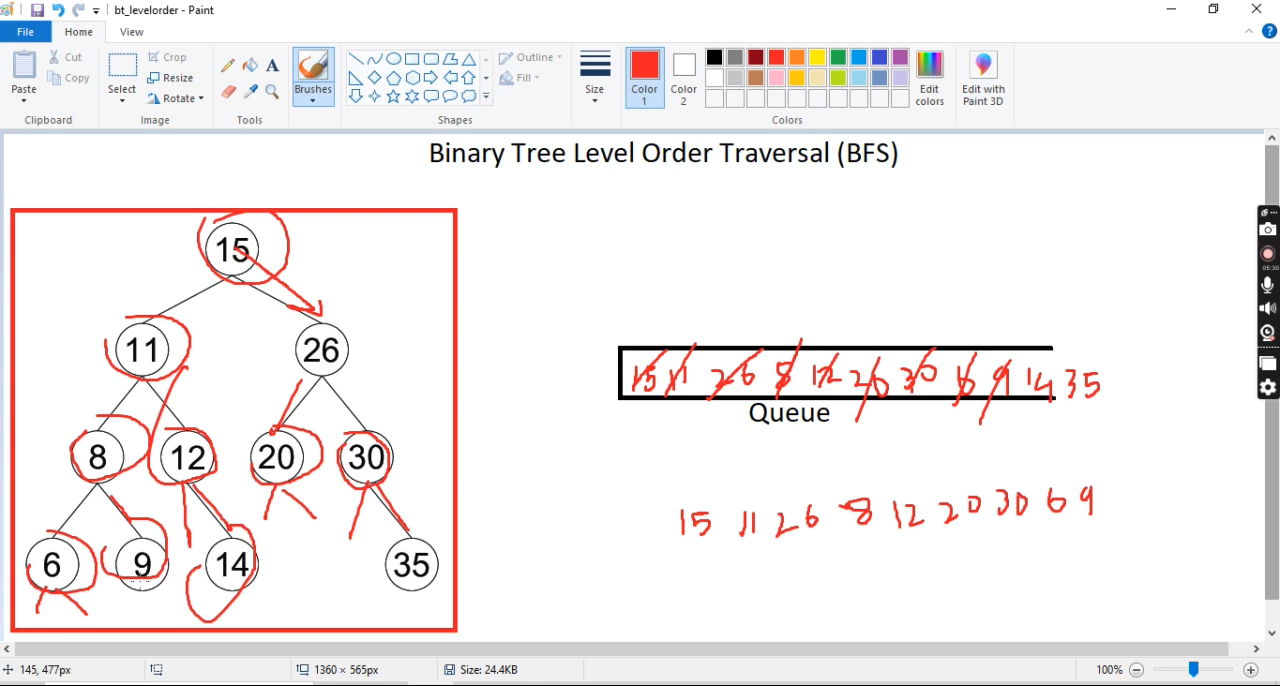 bt_levelorder - Paint
File Home View
Paste
Cut
Copy
Clipboard
Select
Crop
Resize
Rotate
Image
A
Tools
Brushes
Outline
Fill
Shapes
Size
Color 1
Color 2
Edit colors
Edit with Paint 3D
Colors
Binary Tree Level Order Traversal (BFS)
15
11 26
8 12 20 30
6 9 14 35
15 11 26 8 12 20 30 6 9 14 35
Queue
15 11 26 8 12 20 30 6 9
05:30
145, 477px
1360 × 565px
Size: 24.4KB
100%